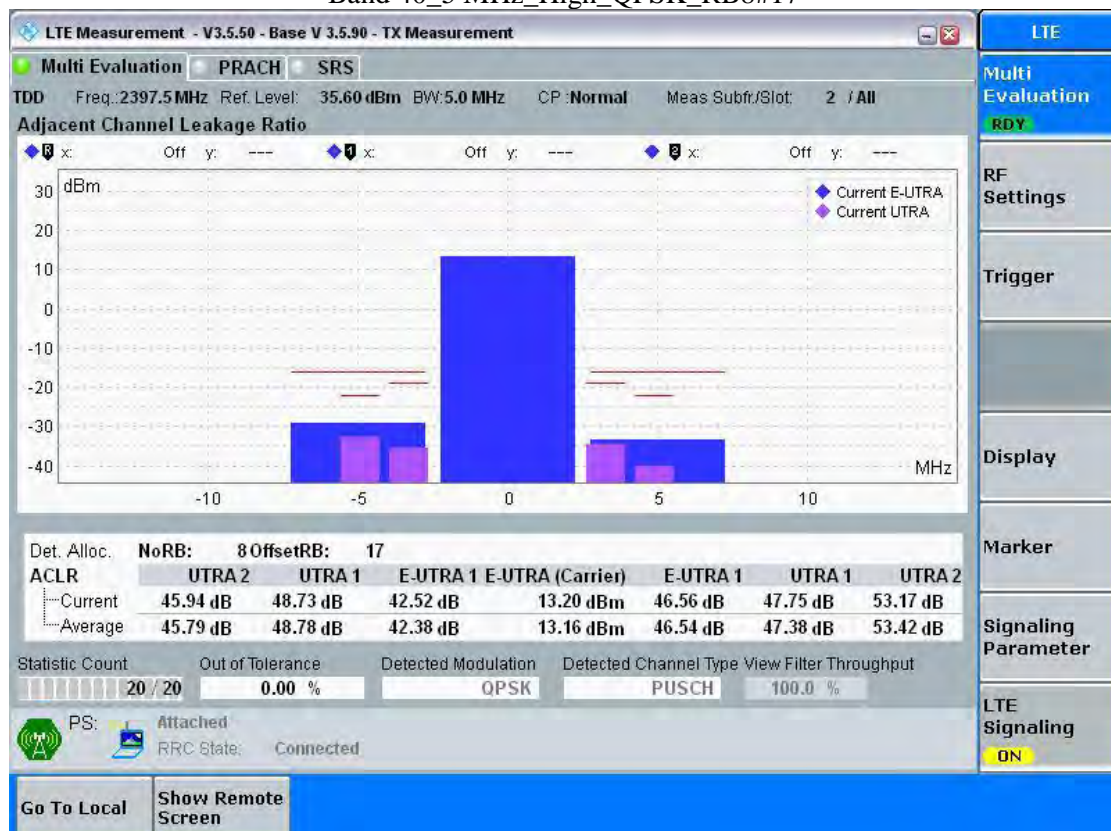 Band 40_5 MHz_High_QPSK_RB8#17
LTE Measurement - V3.5.50 - Base V 3.5.90 - TX Measurement
LTE
Multi Evaluation PRACH SRS
Multi Evaluation
RDY
TDD Freq.:2397.5 MHz Ref. Level: 35.60 dBm BW:5.0 MHz CP :Normal Meas Subfr./Slot: 2 / All
Adjacent Channel Leakage Ratio
R x: Off y: --- 1 x: Off y: --- 2 x: Off y: ---
dBm
Current E-UTRA
Current UTRA
30
20
10
0
-10
-20
-30
-40
MHz
-10 -5 0 5 10
RF Settings
Trigger
Display
Marker
Signaling Parameter
LTE Signaling
ON
Det. Alloc. NoRB: 8 OffsetRB: 17
ACLR UTRA 2 UTRA 1 E-UTRA 1 E-UTRA (Carrier) E-UTRA 1 UTRA 1 UTRA 2
Current 45.94 dB 48.73 dB 42.52 dB 13.20 dBm 46.56 dB 47.75 dB 53.17 dB
Average 45.79 dB 48.78 dB 42.38 dB 13.16 dBm 46.54 dB 47.38 dB 53.42 dB
Statistic Count Out of Tolerance Detected Modulation Detected Channel Type View Filter Throughput
20 / 20 0.00 % QPSK PUSCH 100.0 %
PS: Attached
RRC State: Connected
Go To Local
Show Remote Screen